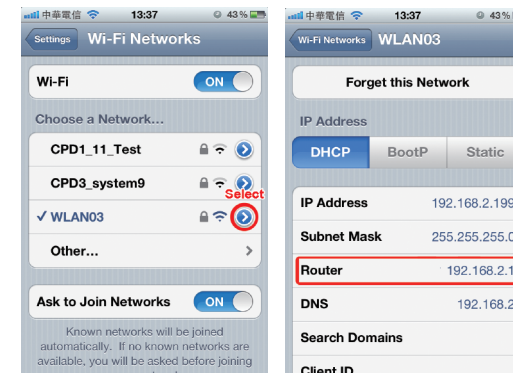 中華電信 13:37 43%
Settings Wi-Fi Networks
Wi-Fi ON
Choose a Network...
CPD1_11_Test
CPD3_system9
Select
✓ WLAN03
Other...
Ask to Join Networks ON
Known networks will be joined
automatically. If no known networks are
available, you will be asked before joining
中華電信 13:37 43%
Wi-Fi Networks WLAN03
Forget this Network
IP Address
DHCP BootP Static
IP Address 192.168.2.199
Subnet Mask 255.255.255.0
Router 192.168.2.1
DNS 192.168.2
Search Domains
Client ID